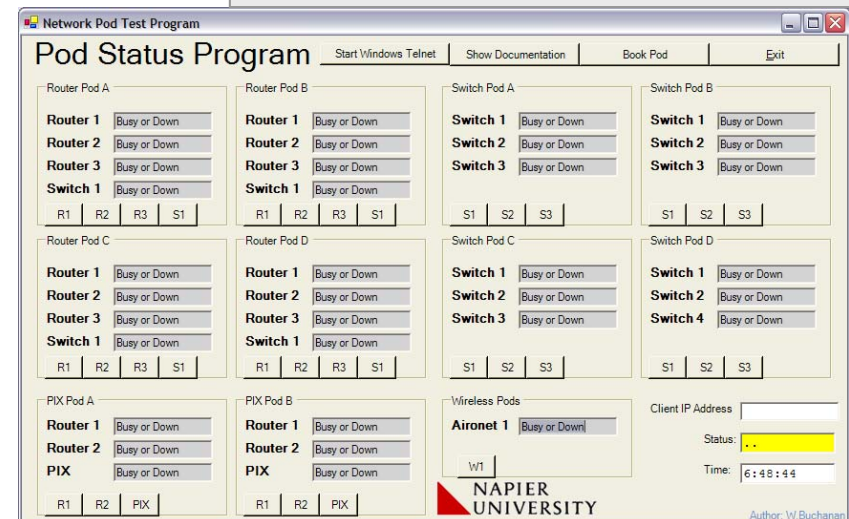 Network Pod Test Program
Pod Status Program
Start Windows Telnet
Show Documentation
Book Pod
Exit
Router Pod A
Router 1 Busy or Down
Router 2 Busy or Down
Router 3 Busy or Down
Switch 1 Busy or Down
R1 R2 R3 S1
Router Pod B
Router 1 Busy or Down
Router 2 Busy or Down
Router 3 Busy or Down
Switch 1 Busy or Down
R1 R2 R3 S1
Switch Pod A
Switch 1 Busy or Down
Switch 2 Busy or Down
Switch 3 Busy or Down
S1 S2 S3
Switch Pod B
Switch 1 Busy or Down
Switch 2 Busy or Down
Switch 3 Busy or Down
S1 S2 S3
Router Pod C
Router 1 Busy or Down
Router 2 Busy or Down
Router 3 Busy or Down
Switch 1 Busy or Down
R1 R2 R3 S1
Router Pod D
Router 1 Busy or Down
Router 2 Busy or Down
Router 3 Busy or Down
Switch 1 Busy or Down
R1 R2 R3 S1
Switch Pod C
Switch 1 Busy or Down
Switch 2 Busy or Down
Switch 3 Busy or Down
S1 S2 S3
Switch Pod D
Switch 1 Busy or Down
Switch 2 Busy or Down
Switch 4 Busy or Down
S1 S2 S3
PIX Pod A
Router 1 Busy or Down
Router 2 Busy or Down
PIX Busy or Down
R1 R2 PIX
PIX Pod B
Router 1 Busy or Down
Router 2 Busy or Down
PIX Busy or Down
R1 R2 PIX
Wireless Pods
Aironet 1 Busy or Down
W1
NAPIER
UNIVERSITY
Client IP Address
Status: ..
Time: 6:48:44
Author: W.Buchanan